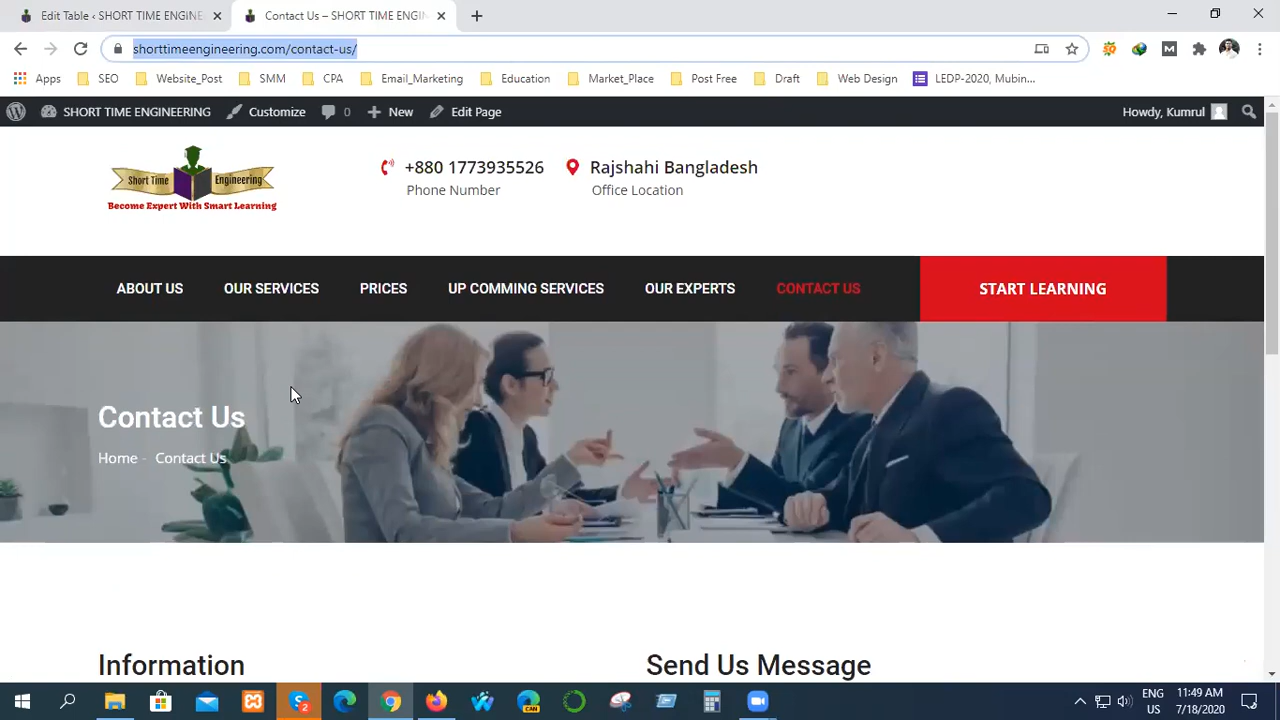 Edit Table ‹ SHORT TIME ENGINE
Contact Us – SHORT TIME ENGIN
shorttimeengineering.com/contact-us/
Apps SEO Website_Post SMM CPA Email_Marketing Education Market_Place Post free Draft Web Design LEDP-2020, Mubin...
SHORT TIME ENGINEERING Customize 0 New Edit Page Howdy, Kumrul
Short Time Engineering
Become Expert With Smart Learning
+880 1773935526
Phone Number
Rajshahi Bangladesh
Office Location
ABOUT US OUR SERVICES PRICES UP COMMING SERVICES OUR EXPERTS CONTACT US START LEARNING
Contact Us
Home - Contact Us
Information
Send Us Message
ENG
US
11:49 AM
7/18/2020